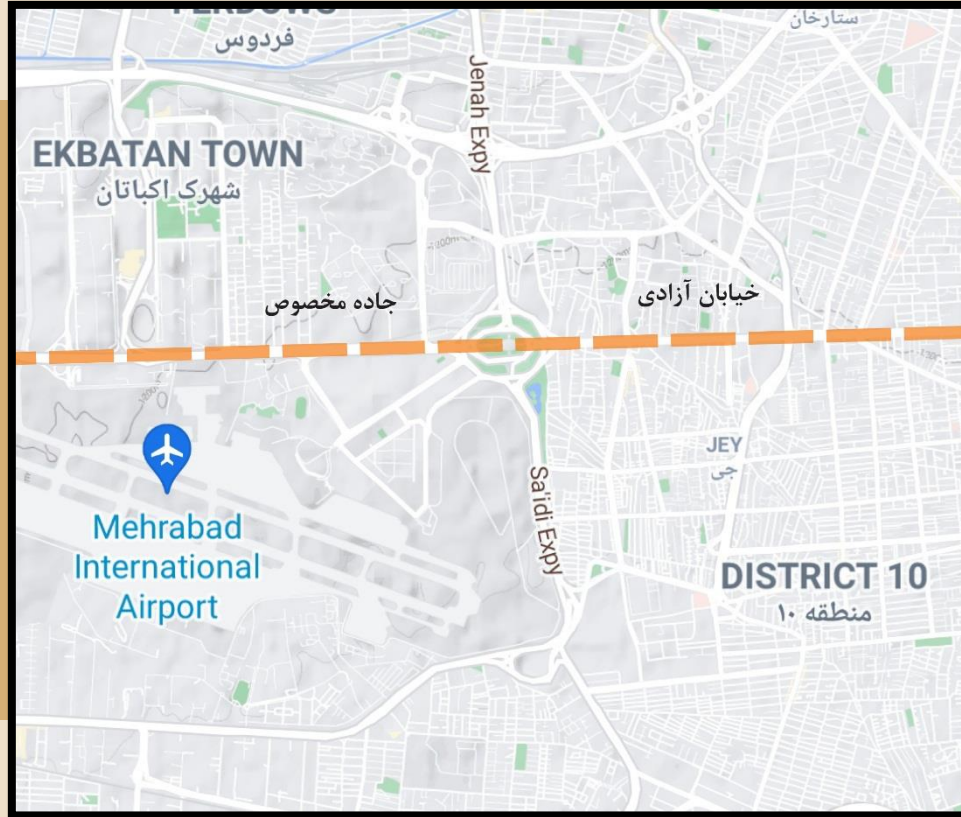 فردوس
ستارخان
Jenah Expy
EKBATAN TOWN
شهرک اکباتان
جاده مخصوص
خیابان آزادی
JEY
جی
Sa'idi Expy
Mehrabad
International
Airport
DISTRICT 10
منطقه ۱۰